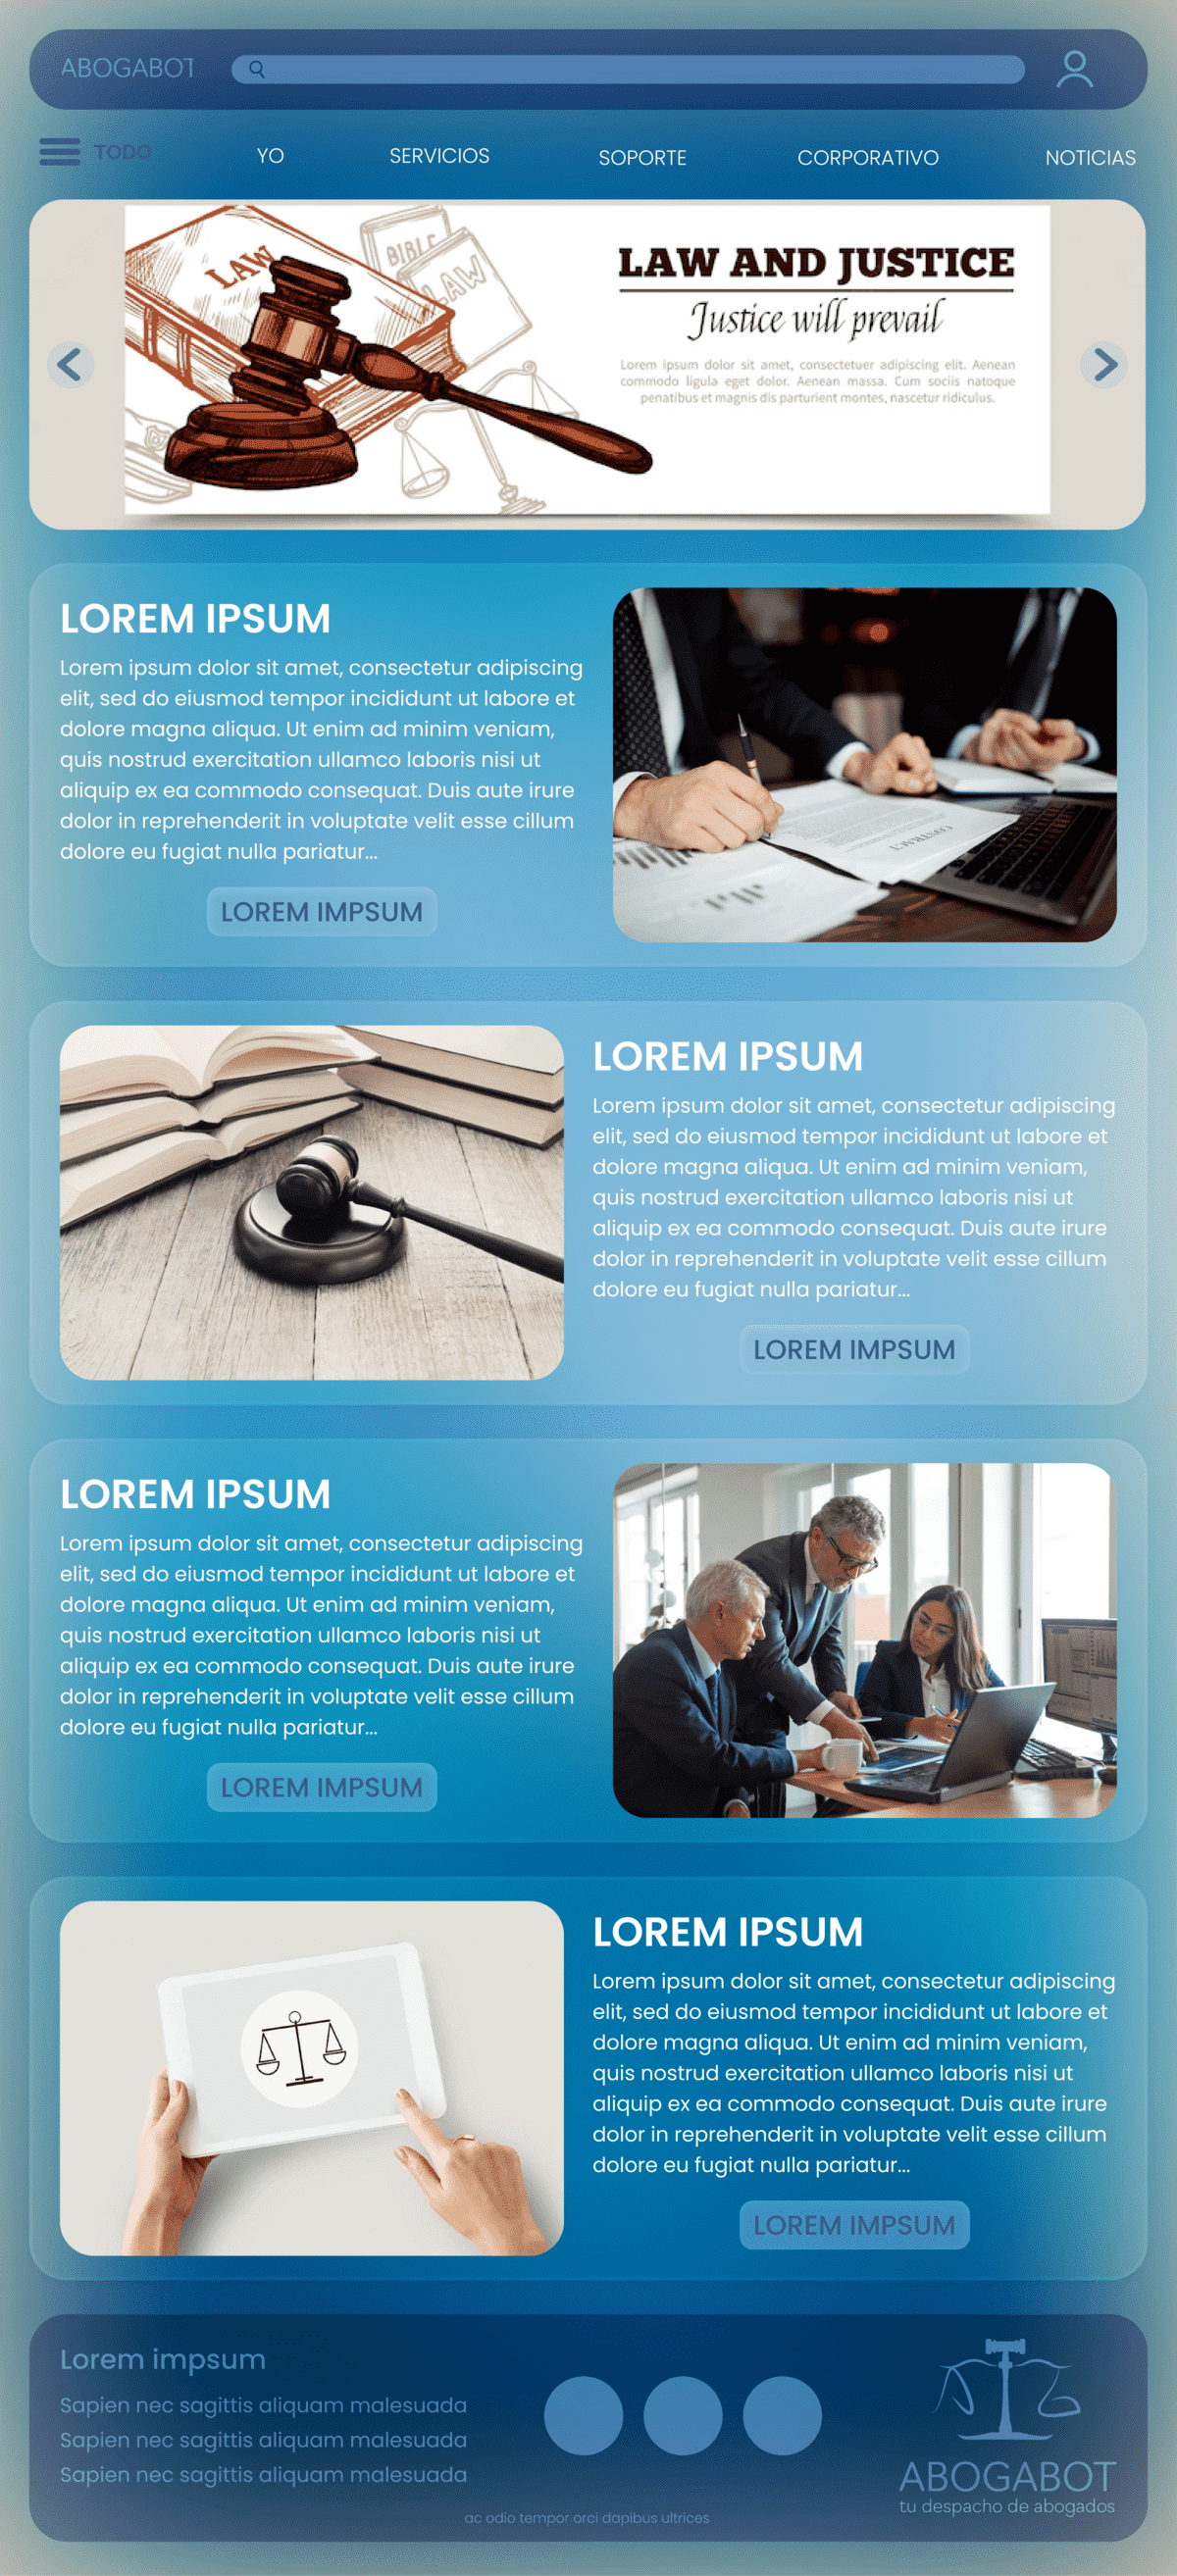 ABOGABOT
TODO
YO
SERVICIOS
SOPORTE
CORPORATIVO
NOTICIAS
LAW
BIBLE
LAW
LAW AND JUSTICE
Justice will prevail
Lorem ipsum dolor sit amet, consectetuer adipiscing elit. Aenean
commodo ligula eget dolor. Aenean massa. Cum sociis natoque
penatibus et magnis dis parturient montes, nascetur ridiculus.
LOREM IPSUM
Lorem ipsum dolor sit amet, consectetur adipiscing
elit, sed do eiusmod tempor incididunt ut labore et
dolore magna aliqua. Ut enim ad minim veniam,
quis nostrud exercitation ullamco laboris nisi ut
aliquip ex ea commodo consequat. Duis aute irure
dolor in reprehenderit in voluptate velit esse cillum
dolore eu fugiat nulla pariatur...
LOREM IMPSUM
CONTRACT
LOREM IPSUM
Lorem ipsum dolor sit amet, consectetur adipiscing
elit, sed do eiusmod tempor incididunt ut labore et
dolore magna aliqua. Ut enim ad minim veniam,
quis nostrud exercitation ullamco laboris nisi ut
aliquip ex ea commodo consequat. Duis aute irure
dolor in reprehenderit in voluptate velit esse cillum
dolore eu fugiat nulla pariatur...
LOREM IMPSUM
LOREM IPSUM
Lorem ipsum dolor sit amet, consectetur adipiscing
elit, sed do eiusmod tempor incididunt ut labore et
dolore magna aliqua. Ut enim ad minim veniam,
quis nostrud exercitation ullamco laboris nisi ut
aliquip ex ea commodo consequat. Duis aute irure
dolor in reprehenderit in voluptate velit esse cillum
dolore eu fugiat nulla pariatur...
LOREM IMPSUM
LOREM IPSUM
Lorem ipsum dolor sit amet, consectetur adipiscing
elit, sed do eiusmod tempor incididunt ut labore et
dolore magna aliqua. Ut enim ad minim veniam,
quis nostrud exercitation ullamco laboris nisi ut
aliquip ex ea commodo consequat. Duis aute irure
dolor in reprehenderit in voluptate velit esse cillum
dolore eu fugiat nulla pariatur...
LOREM IMPSUM
Lorem impsum
Sapien nec sagittis aliquam malesuada
Sapien nec sagittis aliquam malesuada
Sapien nec sagittis aliquam malesuada
ac odio tempor orci dapibus ultrices
ABOGABOT
tu despacho de abogados